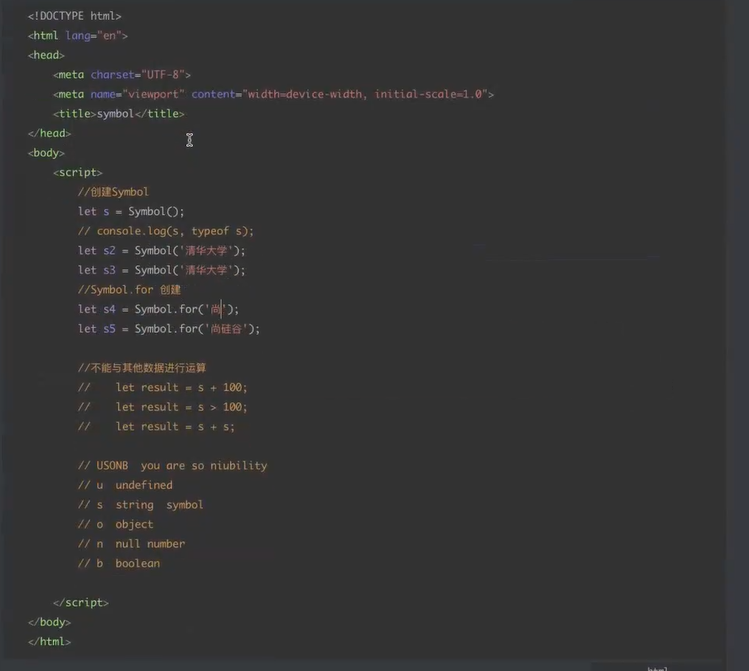 <!DOCTYPE html>
<html lang="en">
<head>
    <meta charset="UTF-8">
    <meta name="viewport" content="width=device-width, initial-scale=1.0">
    <title>symbol</title>
</head>
<body>
    <script>
        //创建Symbol
        let s = Symbol();
        // console.log(s, typeof s);
        let s2 = Symbol('清华大学');
        let s3 = Symbol('清华大学');
        //Symbol.for 创建
        let s4 = Symbol.for('尚');
        let s5 = Symbol.for('尚硅谷');

        //不能与其他数据进行运算
        //    let result = s + 100;
        //    let result = s > 100;
        //    let result = s + s;

        // USONB  you are so niubility
        // u  undefined
        // s  string  symbol
        // o  object
        // n  null number
        // b  boolean

    </script>
</body>
</html>